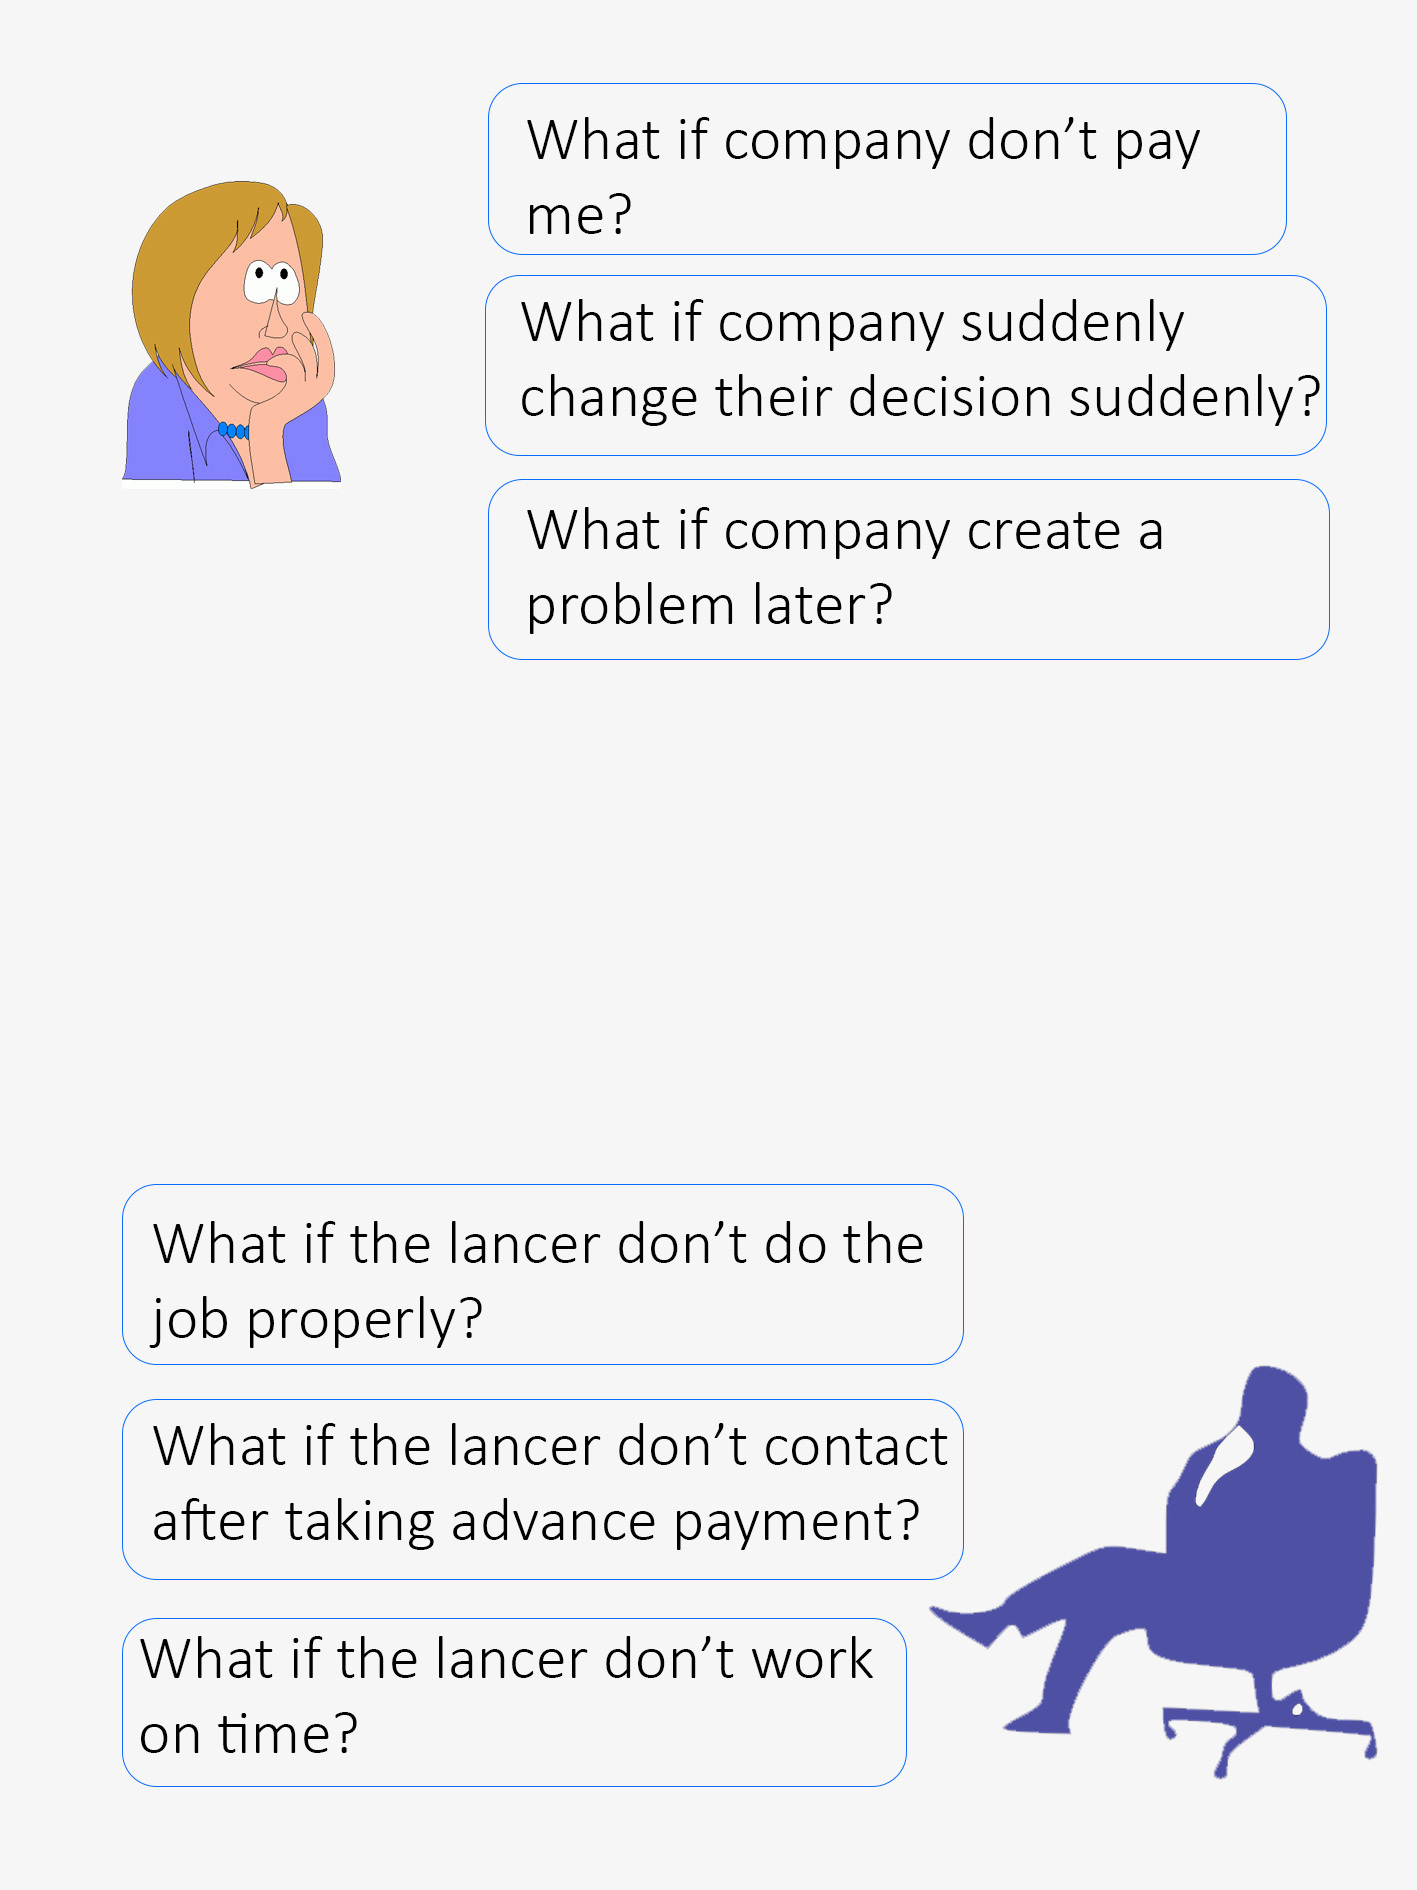 What if company don’t pay
me?
What if company suddenly
change their decision suddenly?
What if company create a
problem later?
What if the lancer don’t do the
job properly?
What if the lancer don’t contact
after taking advance payment?
What if the lancer don’t work
on time?